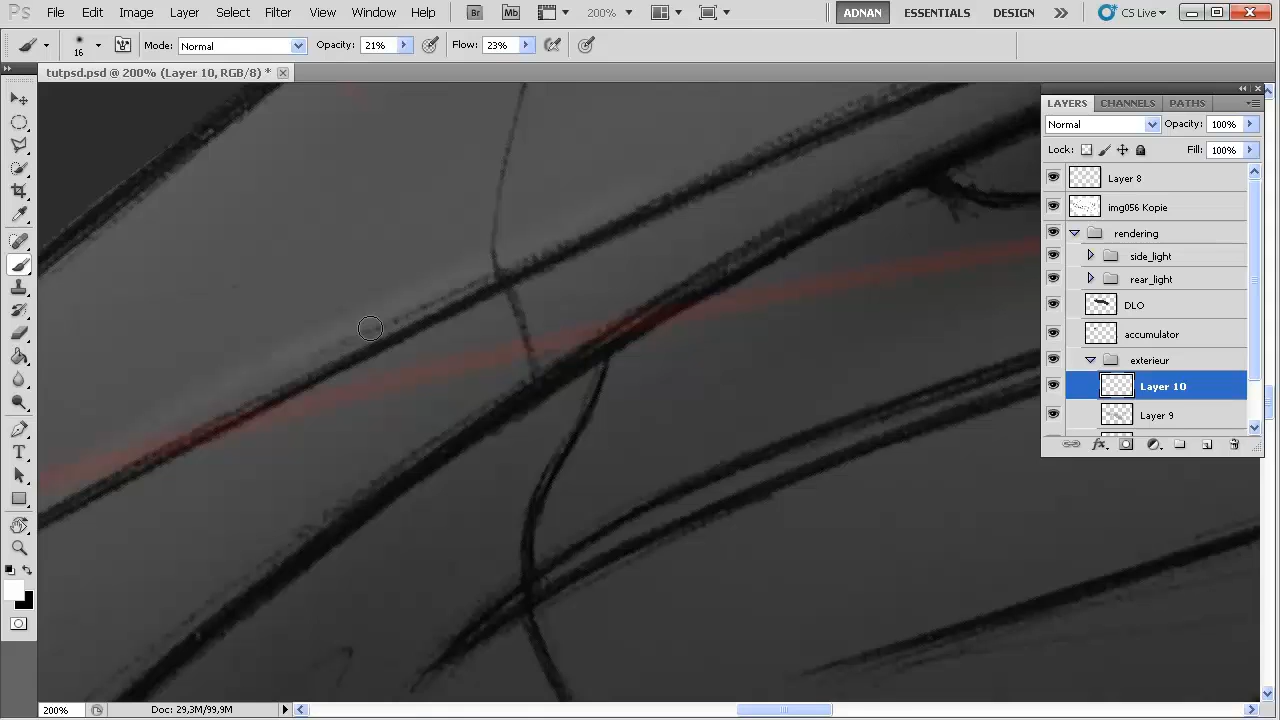 PS File Edit Image Layer Select Filter View Window Help Br Mb 200% ADNAN ESSENTIALS DESIGN CS Live
16 Mode: Normal Opacity: 21% Flow: 23%
tutpsd.psd @ 200% (Layer 10, RGB/8) *
LAYERS CHANNELS PATHS
Normal Opacity: 100%
Lock: Fill: 100%
Layer 8
img056 Kopie
rendering
side_light
rear_light
DLO
accumulator
exterieur
Layer 10
Layer 9
200% Doc: 29,3M/99,9M